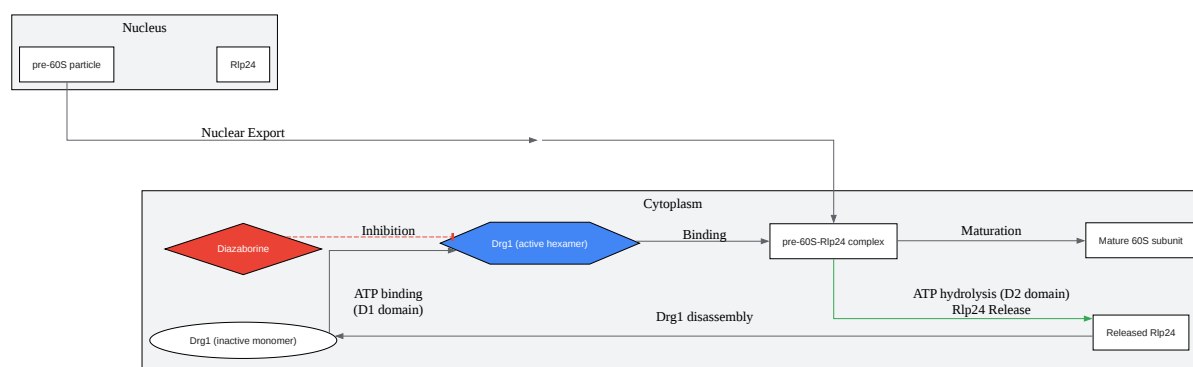 Nucleus
pre-60S particle
Rlp24
Nuclear Export
Cytoplasm
Diazaborine
Inhibition
Drg1 (active hexamer)
Binding
pre-60S-Rlp24 complex
Maturation
Mature 60S subunit
ATP binding
(D1 domain)
ATP hydrolysis (D2 domain)
Rlp24 Release
Drg1 disassembly
Drg1 (inactive monomer)
Released Rlp24